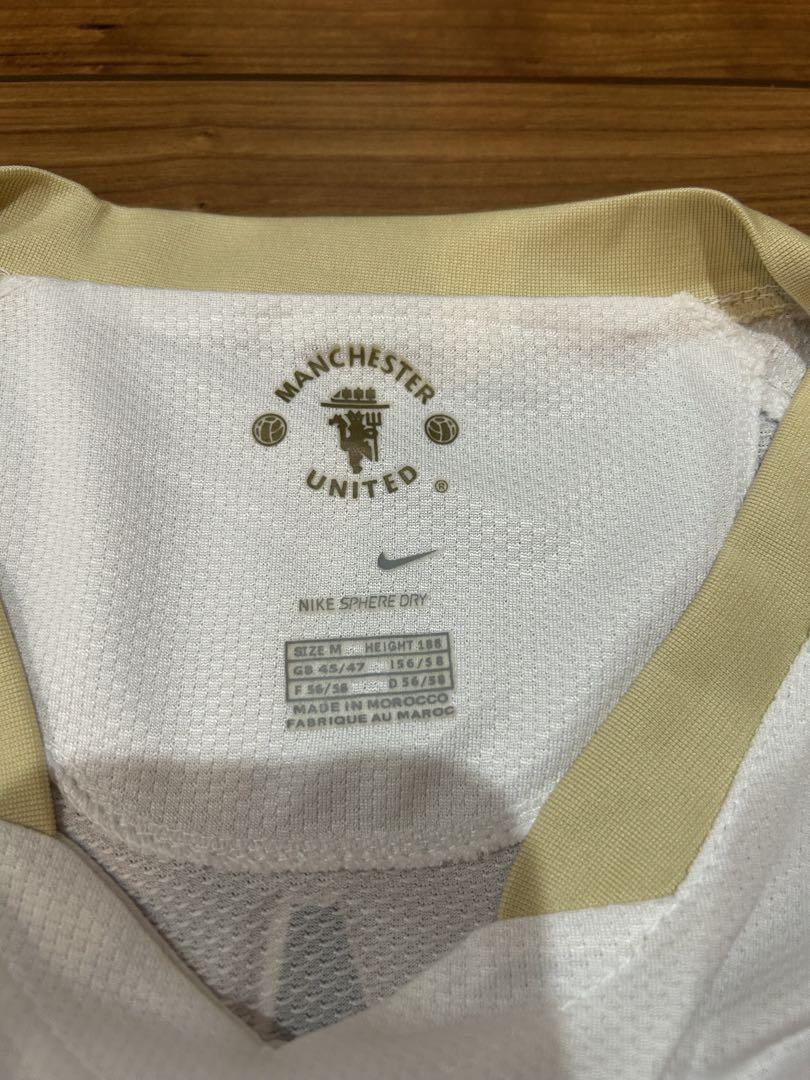 MANCHESTER
UNITED ®
NIKE SPHERE DRY
SIZE M HEIGHT 188
GB 45/47 I 56/58
F 56/58 D 56/58
MADE IN MOROCCO
FABRIQUE AU MAROC